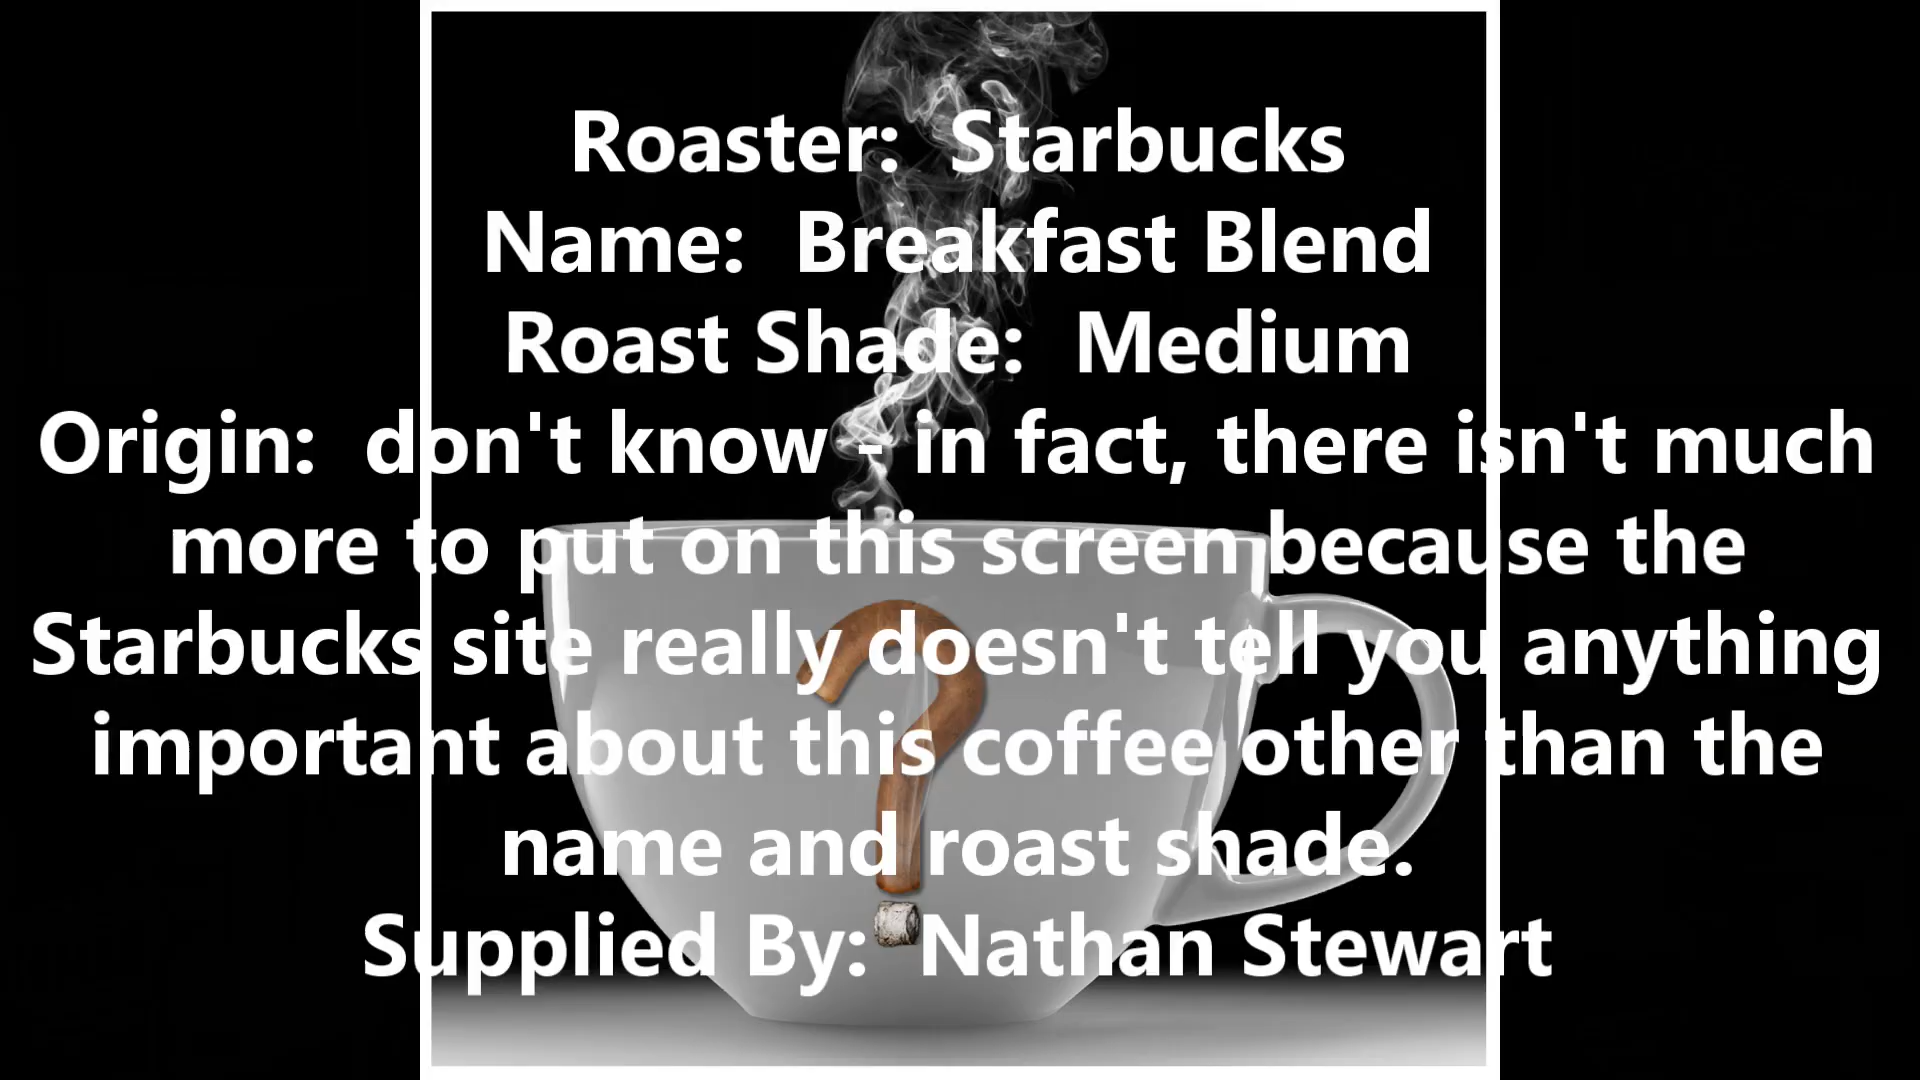 Roaster:  Starbucks
Name:  Breakfast Blend
Roast Shade:  Medium
Origin:  don't know - in fact, there isn't much
more to put on this screen because the
Starbucks site really doesn't tell you anything
important about this coffee other than the
name and roast shade.
Supplied By:  Nathan Stewart